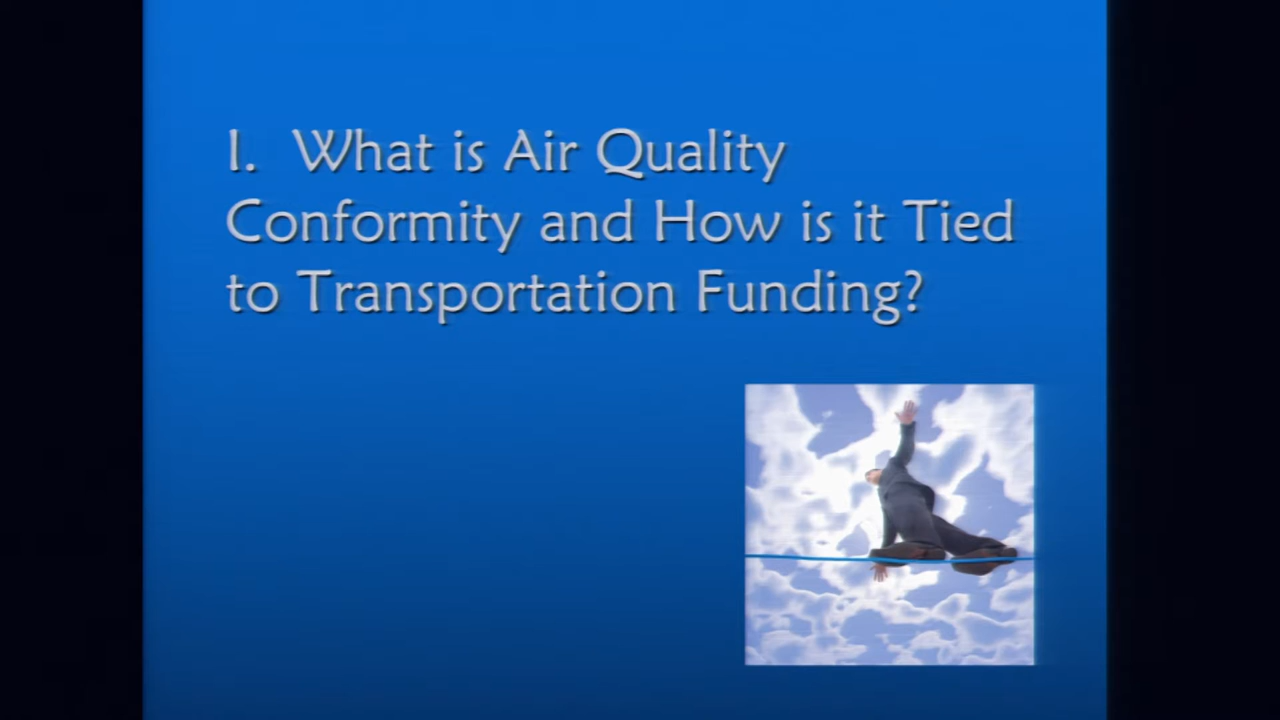 I. What is Air Quality
Conformity and How is it Tied
to Transportation Funding?